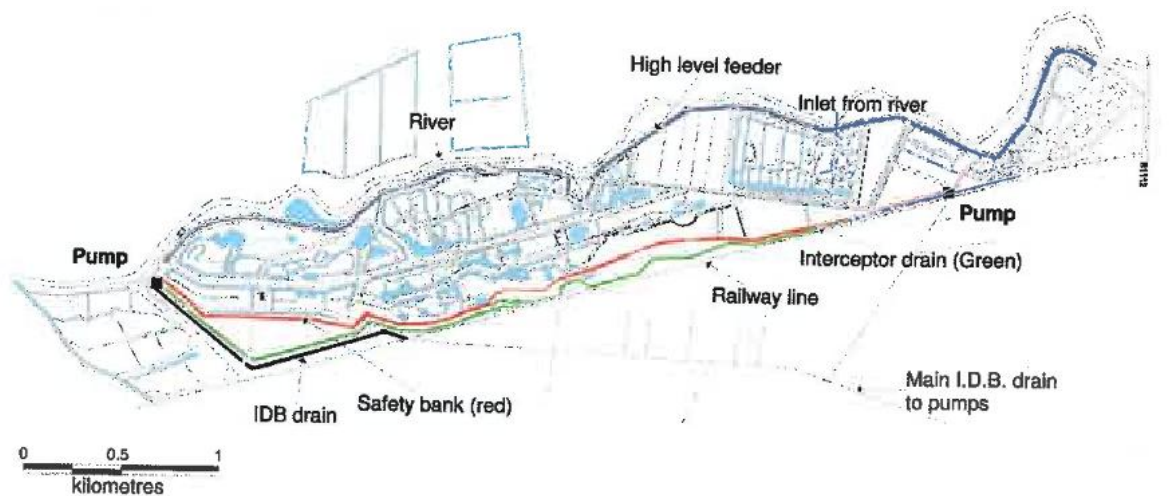 High level feeder
Inlet from river
River
Pump
Pump
Interceptor drain (Green)
Railway line
Main I.D.B. drain
to pumps
Safety bank (red)
IDB drain
0 0.5 1
kilometres